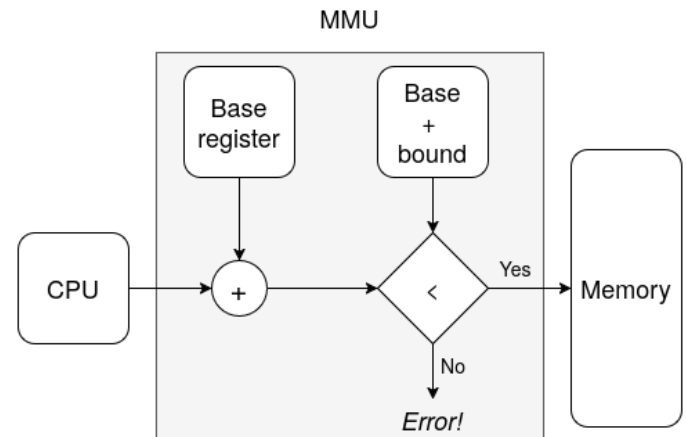 MMU
Base
register
Base
+
bound
CPU
+
<
Yes
Memory
No
Error!